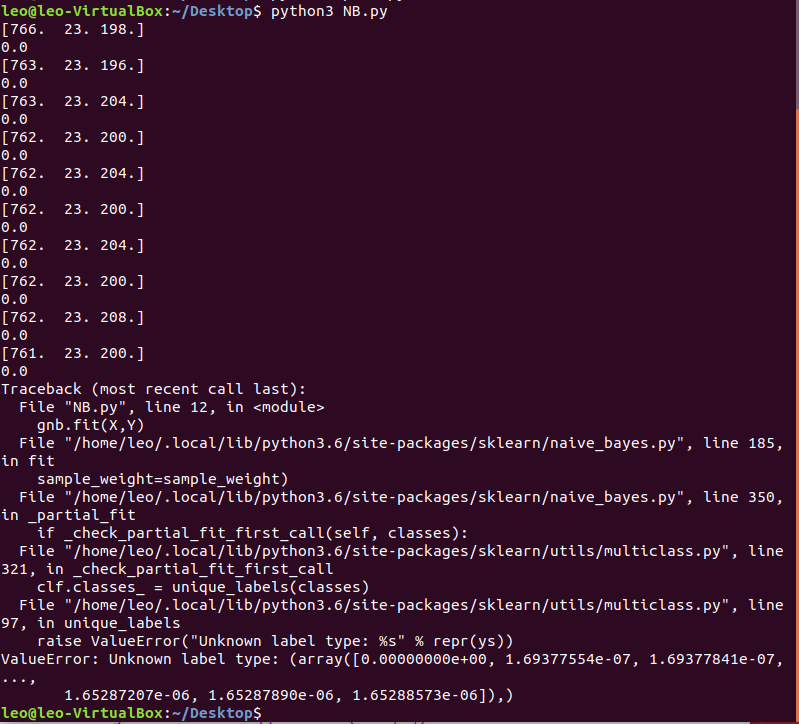 leo@leo-VirtualBox:~/Desktop$ python3 NB.py
[766.  23. 198.]
0.0
[763.  23. 196.]
0.0
[763.  23. 204.]
0.0
[762.  23. 200.]
0.0
[762.  23. 204.]
0.0
[762.  23. 200.]
0.0
[762.  23. 204.]
0.0
[762.  23. 200.]
0.0
[762.  23. 208.]
0.0
[761.  23. 200.]
0.0
Traceback (most recent call last):
  File "NB.py", line 12, in <module>
    gnb.fit(X,Y)
  File "/home/leo/.local/lib/python3.6/site-packages/sklearn/naive_bayes.py", line 185,
in fit
    sample_weight=sample_weight)
  File "/home/leo/.local/lib/python3.6/site-packages/sklearn/naive_bayes.py", line 350,
in _partial_fit
    if _check_partial_fit_first_call(self, classes):
  File "/home/leo/.local/lib/python3.6/site-packages/sklearn/utils/multiclass.py", line
321, in _check_partial_fit_first_call
    clf.classes_ = unique_labels(classes)
  File "/home/leo/.local/lib/python3.6/site-packages/sklearn/utils/multiclass.py", line
97, in unique_labels
    raise ValueError("Unknown label type: %s" % repr(ys))
ValueError: Unknown label type: (array([0.00000000e+00, 1.69377554e-07, 1.69377841e-07,
...,
       1.65287207e-06, 1.65287890e-06, 1.65288573e-06]),)
leo@leo-VirtualBox:~/Desktop$